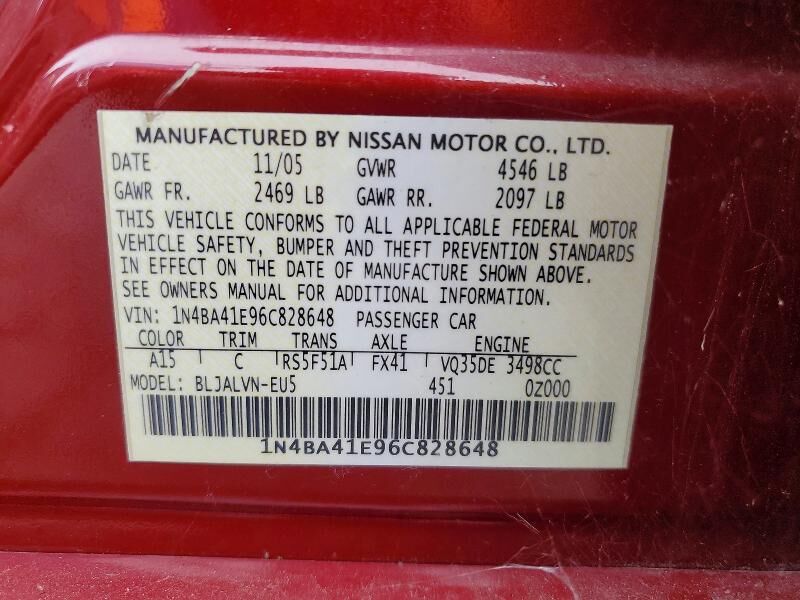 MANUFACTURED BY NISSAN MOTOR CO., LTD.
DATE 11/05 GVWR 4546 LB
GAWR FR. 2469 LB GAWR RR. 2097 LB
THIS VEHICLE CONFORMS TO ALL APPLICABLE FEDERAL MOTOR
VEHICLE SAFETY, BUMPER AND THEFT PREVENTION STANDARDS
IN EFFECT ON THE DATE OF MANUFACTURE SHOWN ABOVE.
SEE OWNERS MANUAL FOR ADDITIONAL INFORMATION.
VIN: 1N4BA41E96C828648 PASSENGER CAR
COLOR TRIM TRANS AXLE ENGINE
A15 C RS5F51A FX41 VQ35DE 3498CC
MODEL: BLJALVN-EU5 451 0Z000
1N4BA41E96C828648